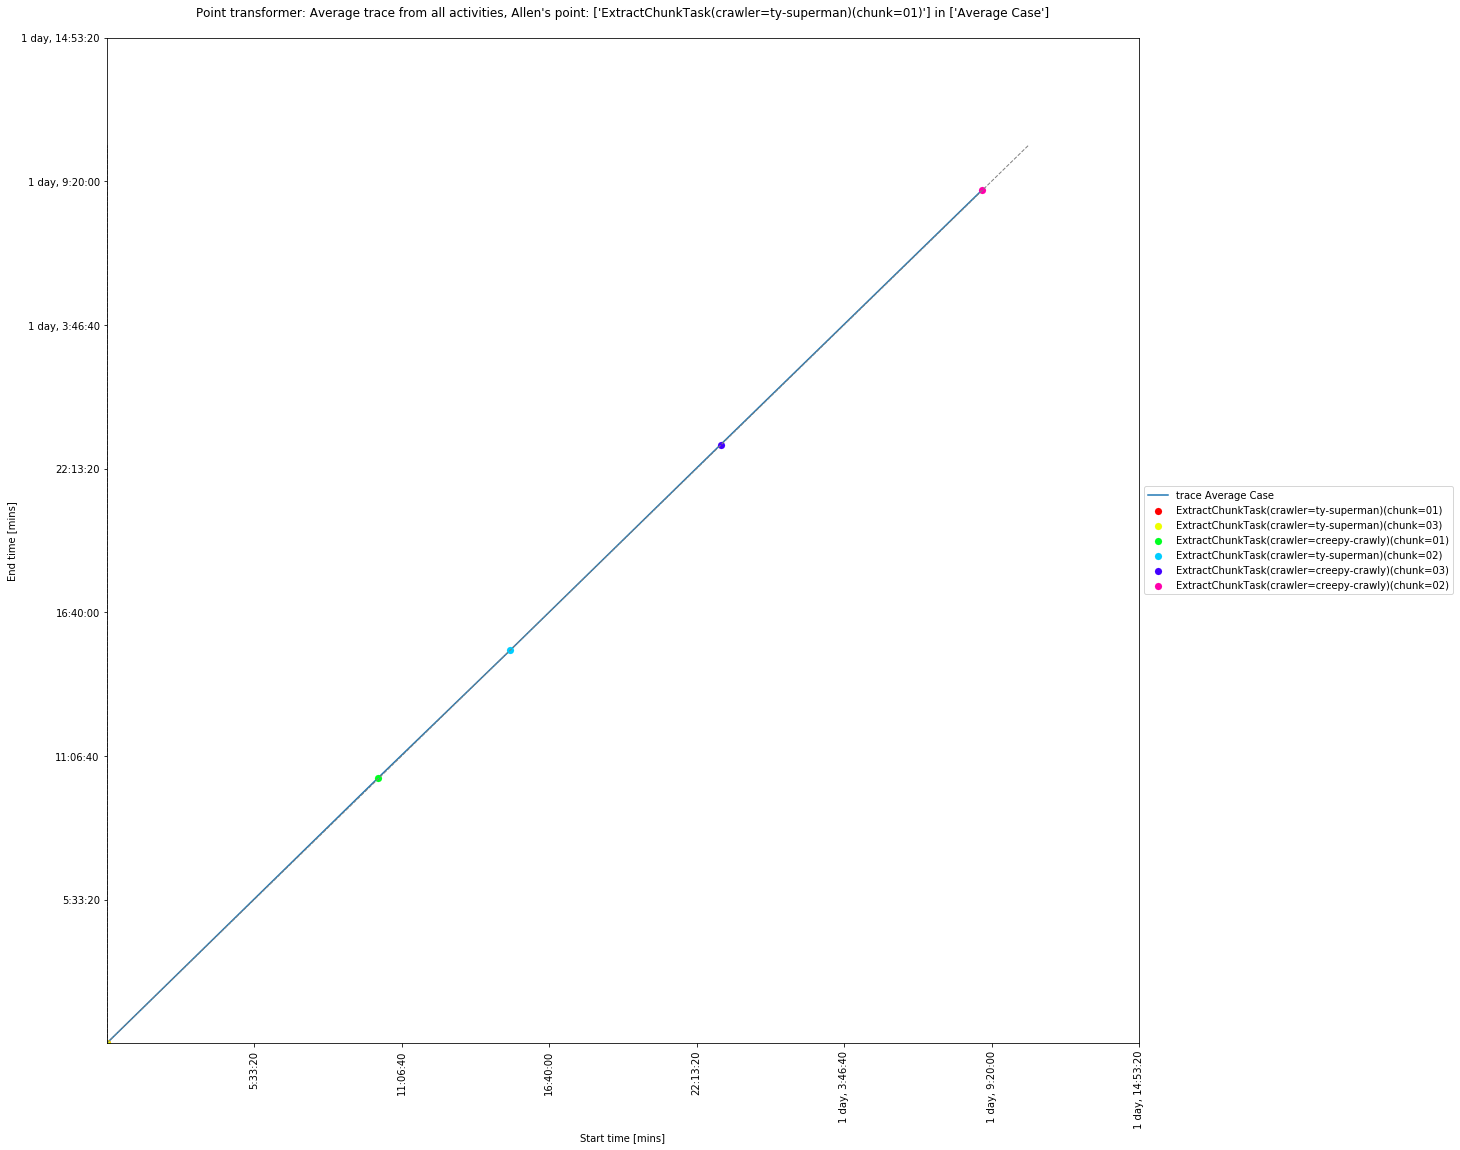 Point transformer: Average trace from all activities, Allen's point: ['ExtractChunkTask(crawler=ty-superman)(chunk=01)'] in ['Average Case']
1 day, 14:53:20
1 day, 9:20:00
1 day, 3:46:40
22:13:20
16:40:00
11:06:40
5:33:20
End time [mins]
5:33:20
11:06:40
16:40:00
22:13:20
1 day, 3:46:40
1 day, 9:20:00
1 day, 14:53:20
Start time [mins]
trace Average Case
ExtractChunkTask(crawler=ty-superman)(chunk=01)
ExtractChunkTask(crawler=ty-superman)(chunk=03)
ExtractChunkTask(crawler=creepy-crawly)(chunk=01)
ExtractChunkTask(crawler=ty-superman)(chunk=02)
ExtractChunkTask(crawler=creepy-crawly)(chunk=03)
ExtractChunkTask(crawler=creepy-crawly)(chunk=02)